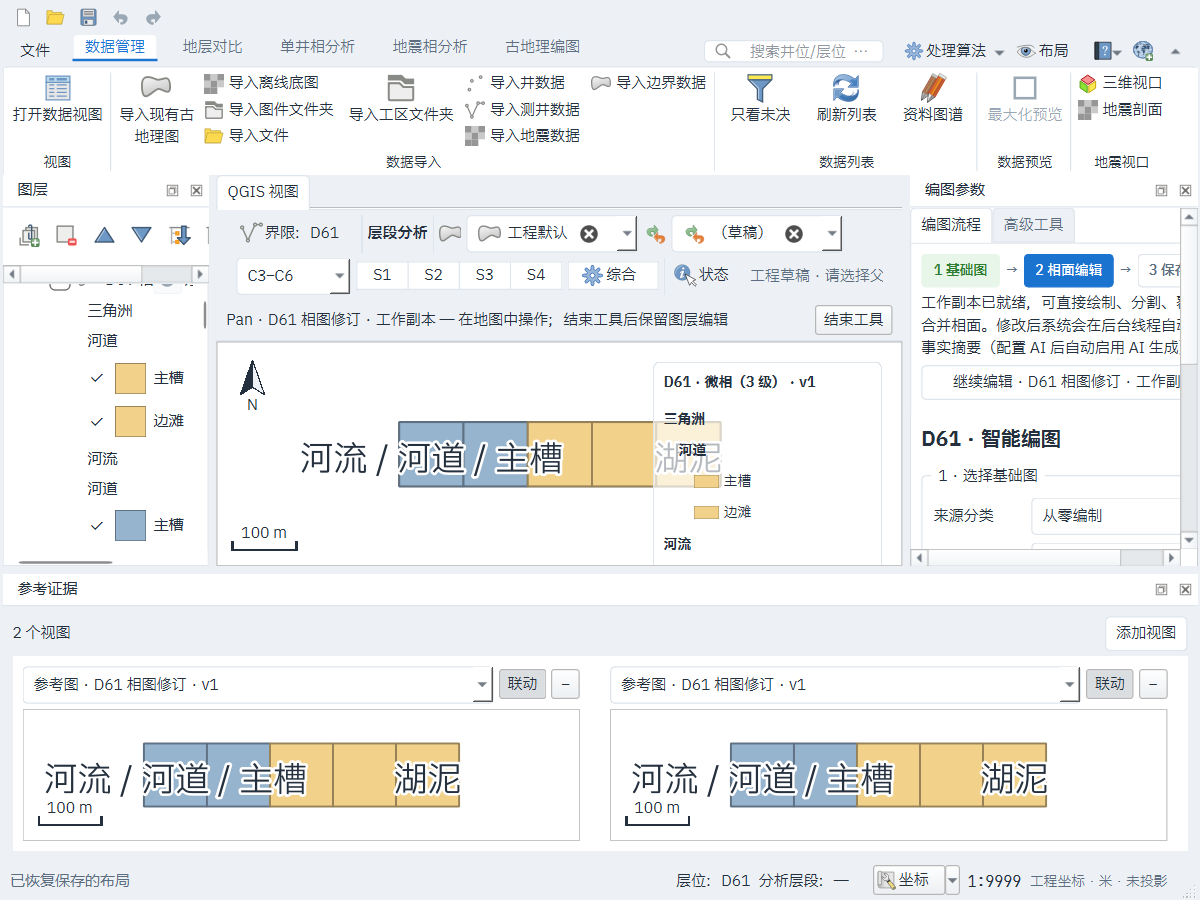 文件 数据管理 地层对比 单井相分析 地震相分析 古地理编图 搜索井位/层位 … 处理算法 布局
打开数据视图
视图
导入现有古
地理图
导入离线底图
导入图件文件夹
导入文件
导入工区文件夹
导入井数据
导入测井数据
导入地震数据
导入边界数据
数据导入
只看未决
刷新列表
资料图谱
数据列表
最大化预览
数据预览
三维视口
地震剖面
地震视口
图层
三角洲
河道
主槽
边滩
河流
河道
主槽
QGIS 视图
界限: D61 层段分析 工程默认 （草稿）
C3–C6 S1 S2 S3 S4 综合 状态 工程草稿 · 请选择父
Pan · D61 相图修订 · 工作副本 — 在地图中操作；结束工具后保留图层编辑 结束工具
N
河流 / 河道 / 主槽
湖泥
100 m
D61 · 微相（3 级） · v1
三角洲
河道
主槽
边滩
河流
编图参数
编图流程 高级工具
1 基础图 → 2 相面编辑 → 3 保存
工作副本已就绪，可直接绘制、分割、
合并相面。修改后系统会在后台线程自动
事实摘要（配置 AI 后自动启用 AI 生成
继续编辑 · D61 相图修订 · 工作副
D61 · 智能编图
1 · 选择基础图
来源分类 从零编制
参考证据
2 个视图 添加视图
参考图 · D61 相图修订 · v1 联动 –
河流 / 河道 / 主槽 湖泥
100 m
参考图 · D61 相图修订 · v1 联动 –
河流 / 河道 / 主槽 湖泥
100 m
已恢复保存的布局 层位: D61 分析层段: — 坐标 1:9999 工程坐标 · 米 · 未投影